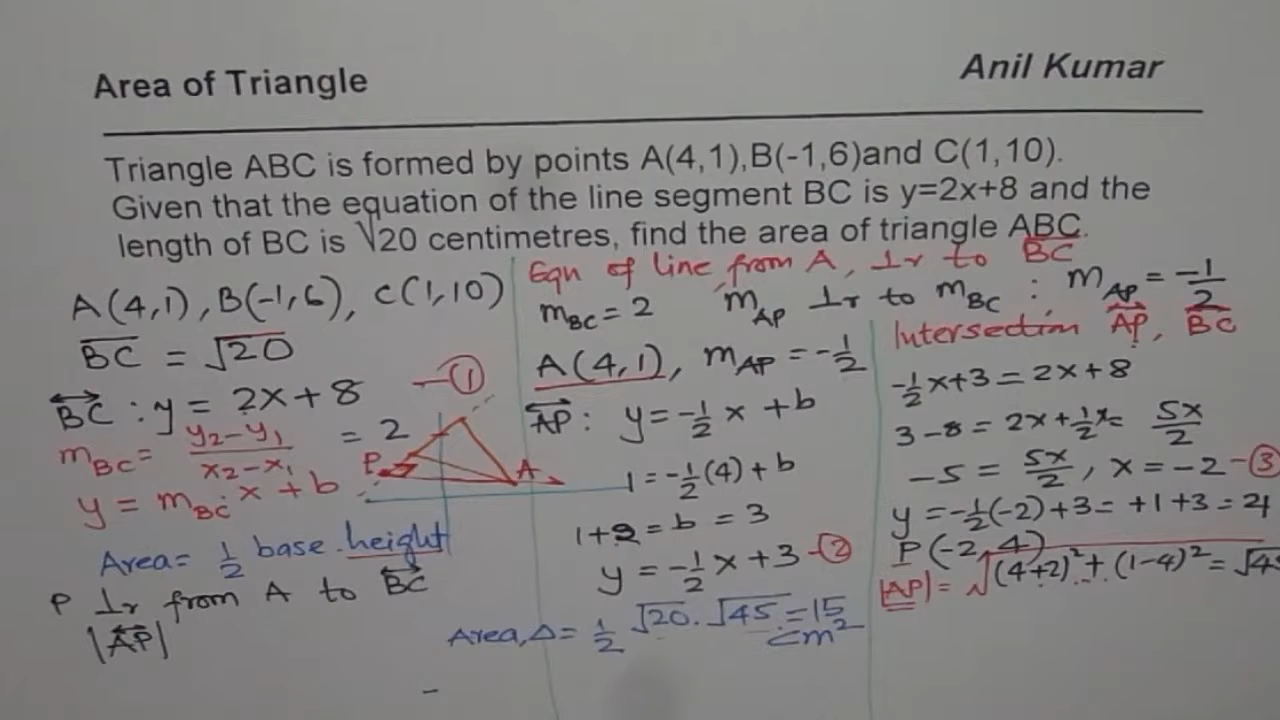 Area of Triangle
Anil Kumar
Triangle ABC is formed by points A(4,1),B(-1,6)and C(1,10).
Given that the equation of the line segment BC is y=2x+8 and the
length of BC is √20 centimetres, find the area of triangle ABC.
A(4,1), B(-1,6), C(1,10)
BC = √20
BC : y = 2x+8 —①
m_BC = (y₂-y₁)/(x₂-x₁) = 2
y = m_BC·x + b
P
A
Area = 1/2 base.height
P ⊥r from A to BC
|AP|
Eqn of line from A, ⊥r to BC
m_BC = 2 m_AP ⊥r to m_BC : m_AP = -1/2
A(4,1), m_AP = -1/2
AP: y = -1/2 x + b
1 = -1/2(4) + b
1+2 = b = 3
y = -1/2 x + 3 -②
Area, Δ = 1/2 √20.√45 = 15
cm²
Intersection AP, BC
-1/2x+3 = 2x+8
3-8 = 2x+1/2x = 5x/2
-5 = 5x/2, x = -2 -③
y = -1/2(-2)+3 = +1+3 = 4
P(-2,4)
|AP| = √(4+2)²+(1-4)² = √45